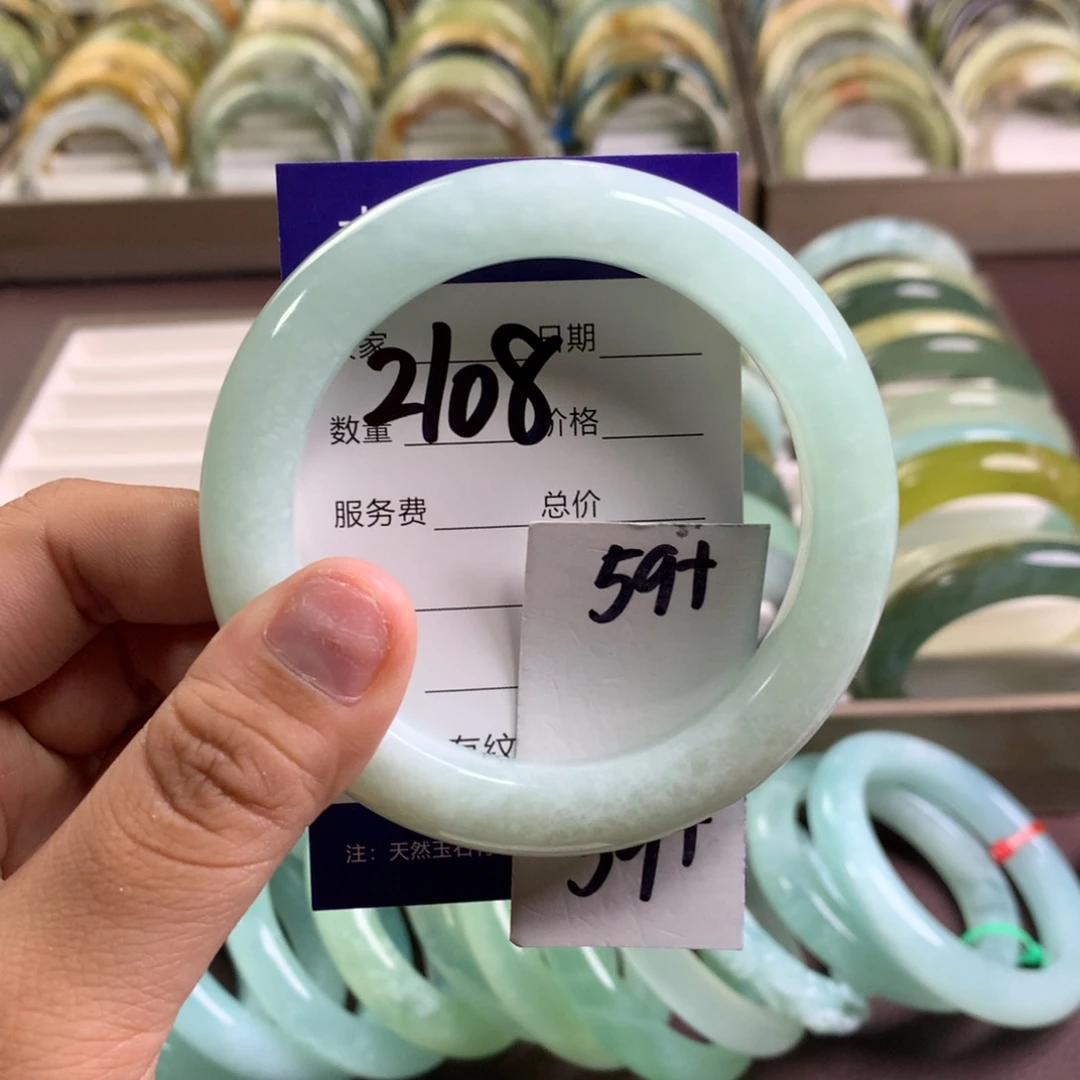 家 日期
2108
数量 价格
服务费 总价
59+
有纹
59+
注：天然玉石